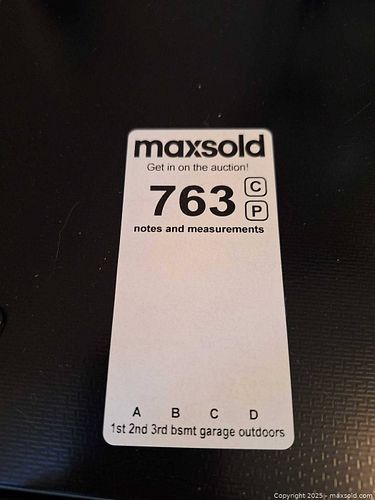 maxsold
Get in on the auction!
763 C
P
notes and measurements
A B C D
1st 2nd 3rd bsmt garage outdoors
Copyright 2025 - maxsold.com